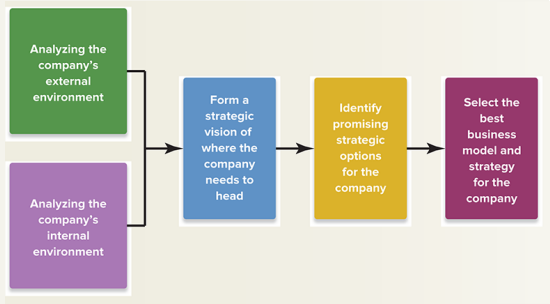 Analyzing the
company's
external
environment
Analyzing the
company's
internal
environment
Form a
strategic
vision of
where the
company
needs to
head
Identify
promising
strategic
options
for the
company
Select the
best
business
model and
strategy
for the
company